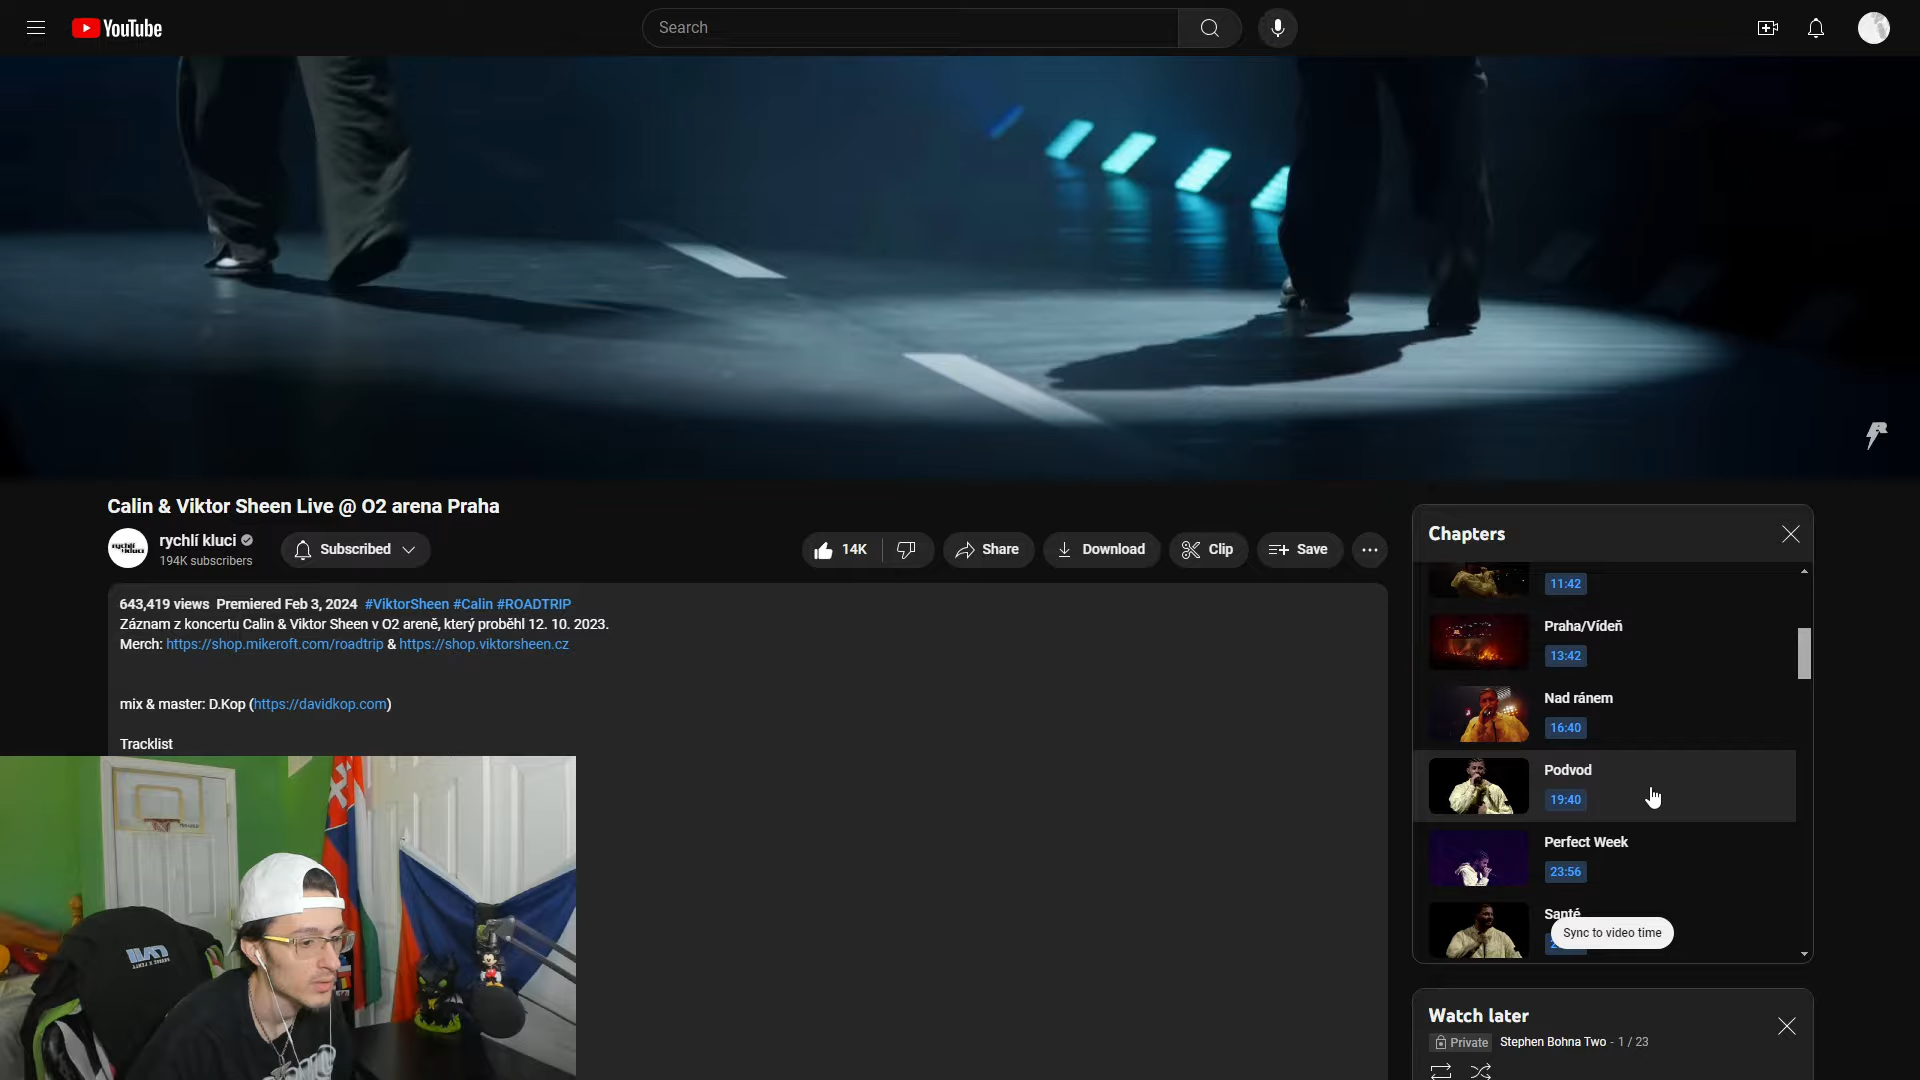 YouTube
Search
Calin & Viktor Sheen Live @ O2 arena Praha
rychlí kluci
194K subscribers
Subscribed
14K
Share
Download
Clip
Save
643,419 views Premiered Feb 3, 2024 #ViktorSheen #Calin #ROADTRIP
Záznam z koncertu Calin & Viktor Sheen v O2 areně, který proběhl 12. 10. 2023.
Merch: https://shop.mikeroft.com/roadtrip & https://shop.viktorsheen.cz
mix & master: D.Kop (https://davidkop.com)
Tracklist
Chapters
11:42
Praha/Vídeň
13:42
Nad ránem
16:40
Podvod
19:40
Perfect Week
23:56
Santé
Sync to video time
Watch later
Private Stephen Bohna Two - 1 / 23